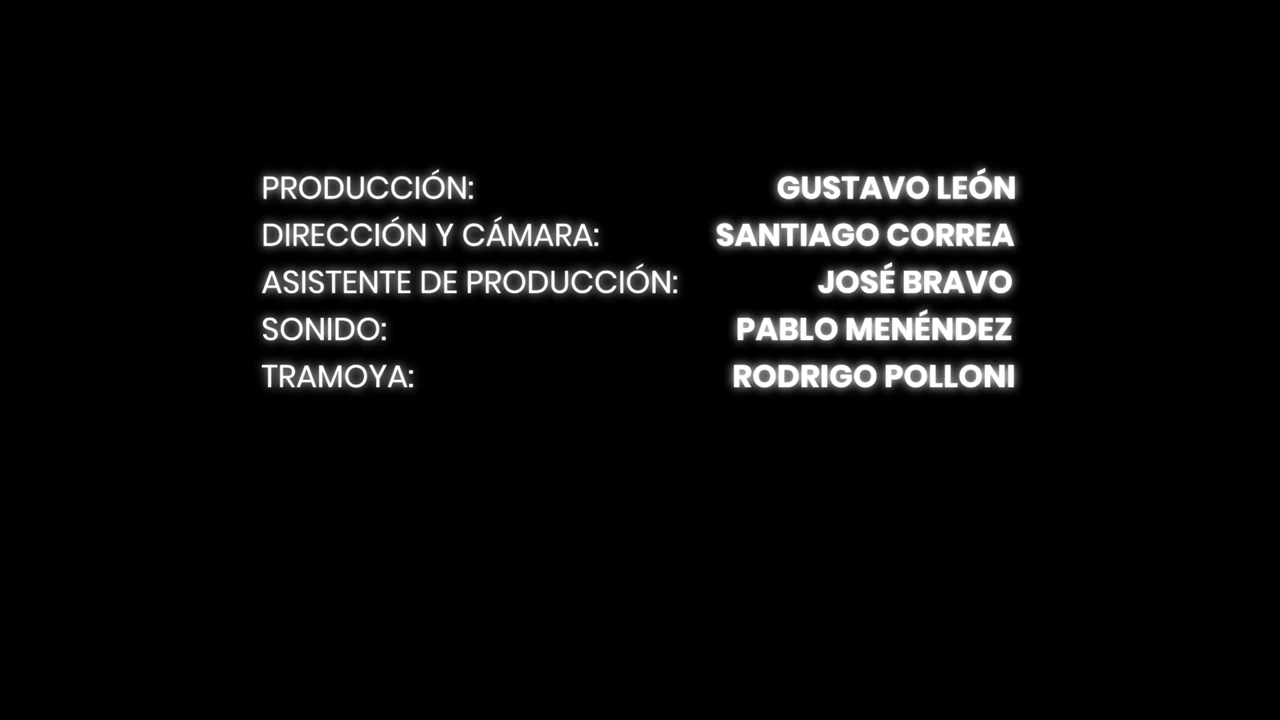 PRODUCCIÓN: GUSTAVO LEÓN
DIRECCIÓN Y CÁMARA: SANTIAGO CORREA
ASISTENTE DE PRODUCCIÓN: JOSÉ BRAVO
SONIDO: PABLO MENÉNDEZ
TRAMOYA: RODRIGO POLLONI